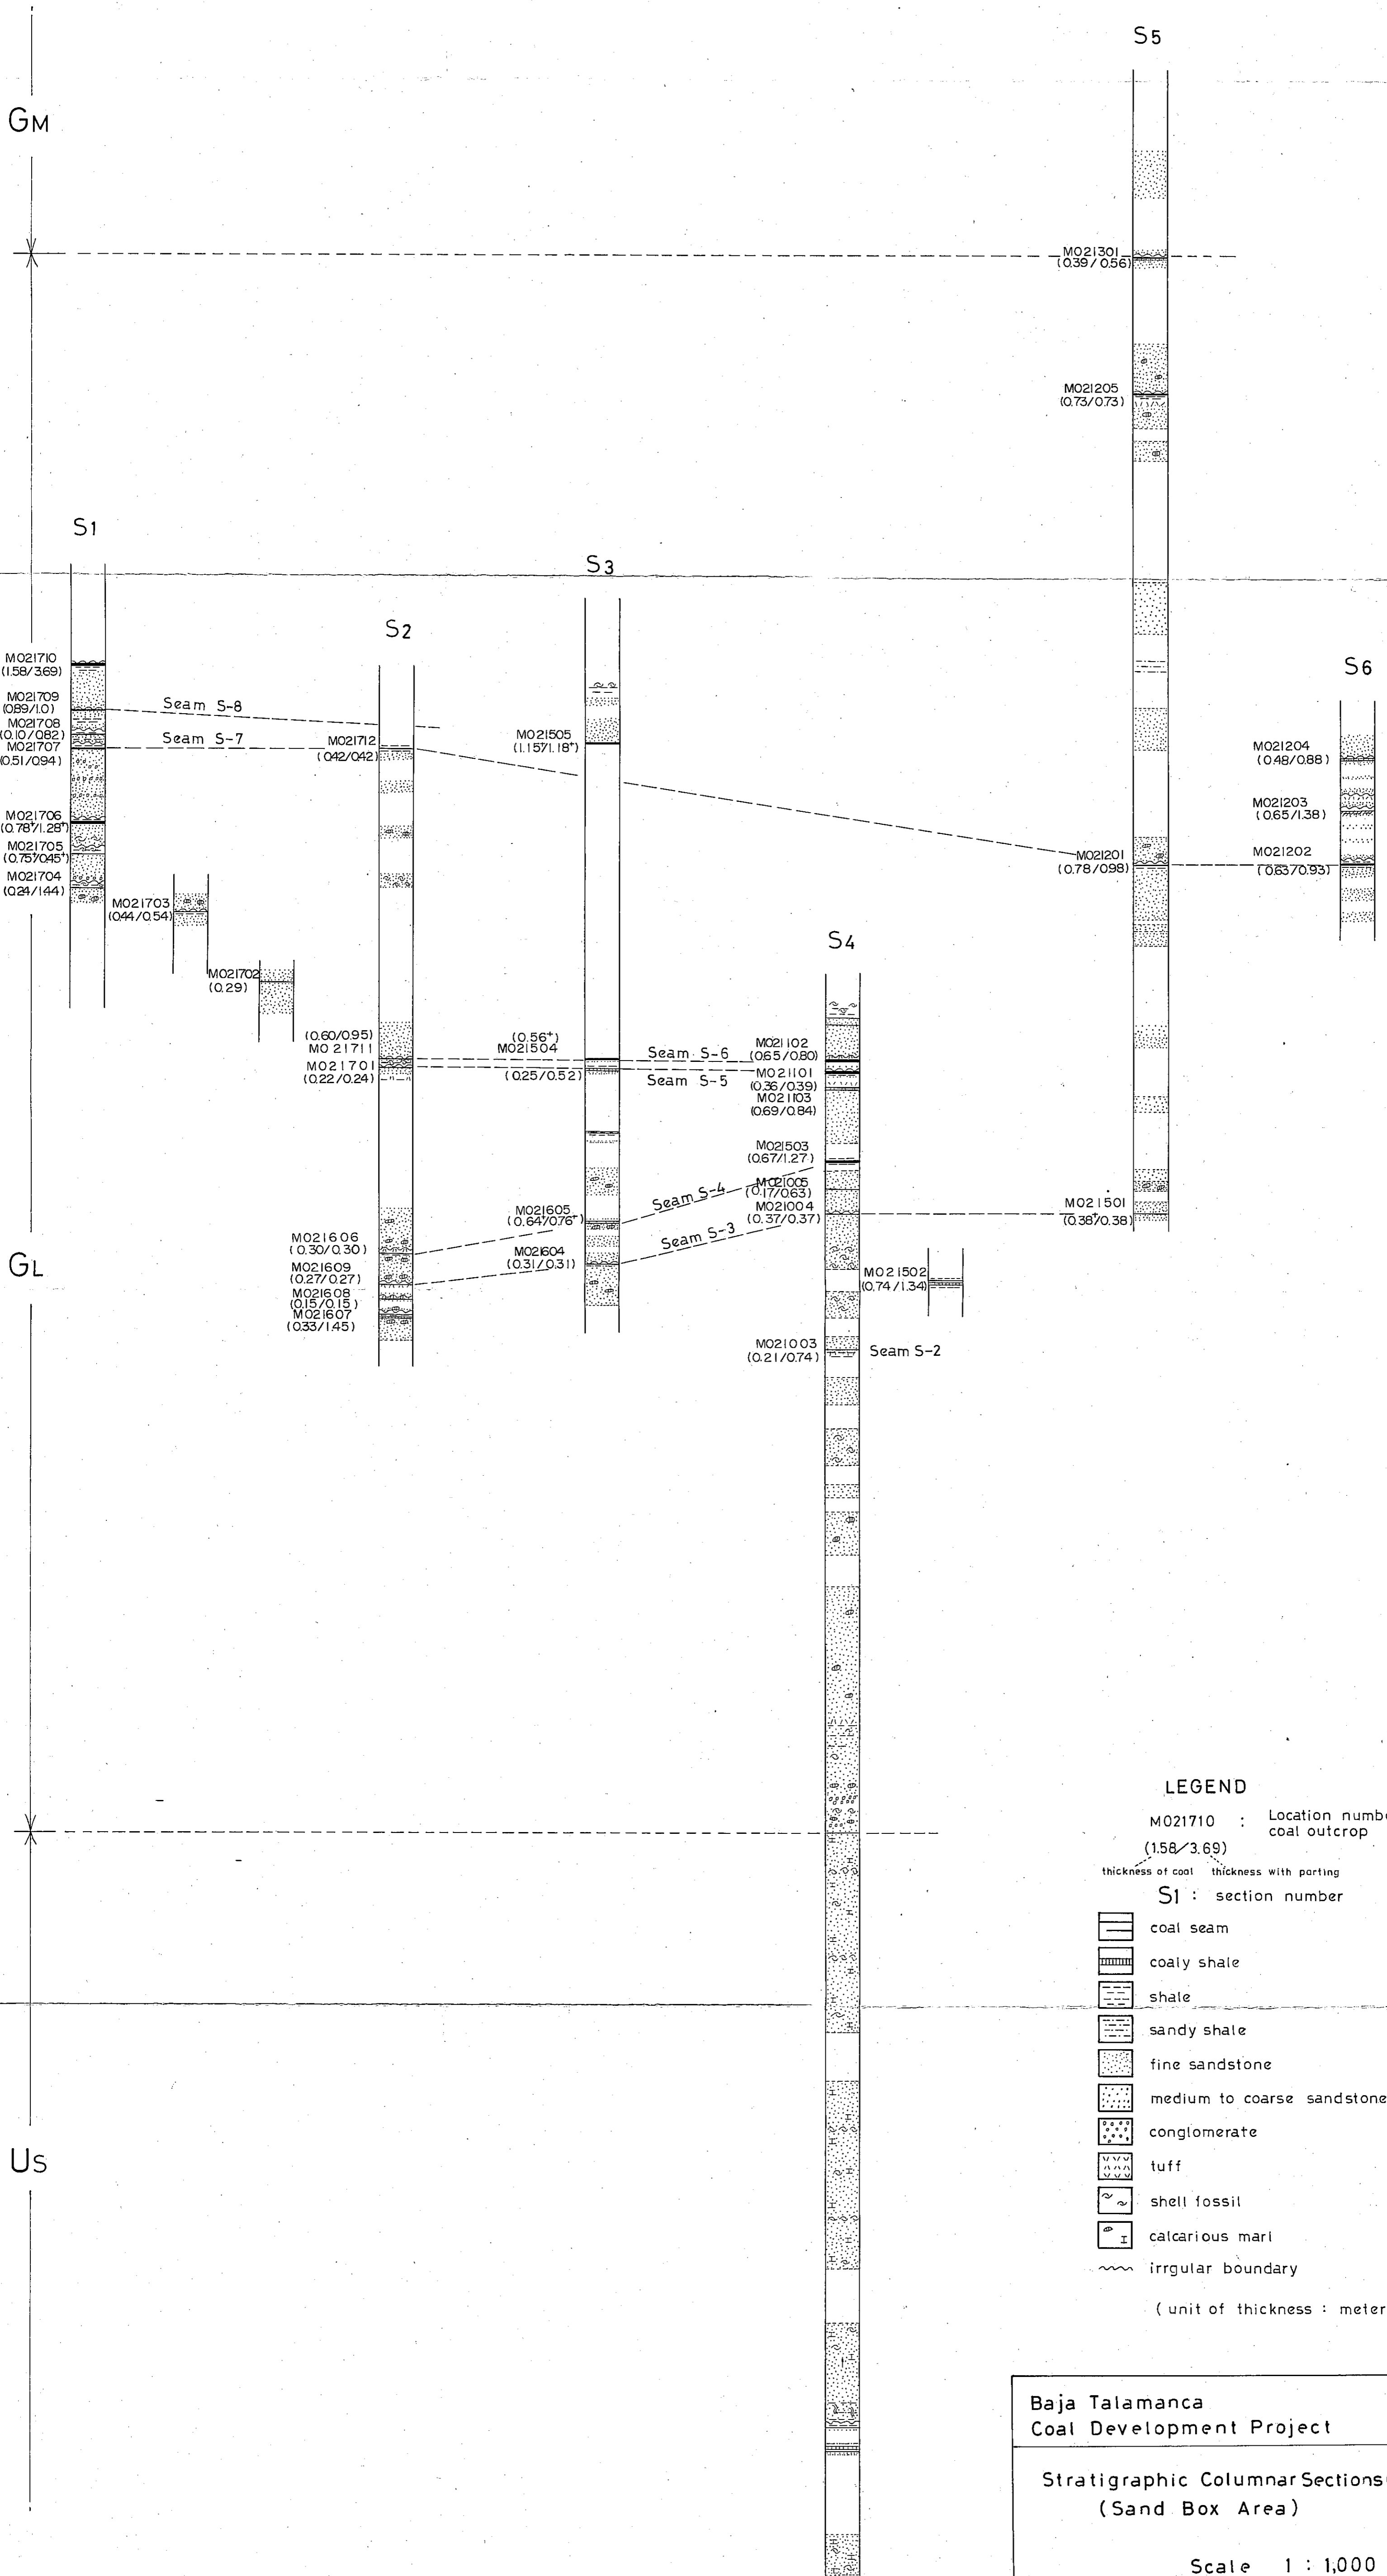 S5
GM
M021301
(0.39/0.56)
M021205
(0.73/0.73)
S1
S3
S2
S6
M021710
(1.58/3.69)
M021709
(0.89/1.0)
M021708
(0.10/0.82)
M021707
(0.51/0.94)
M021706
(0.78⁺/1.28⁺)
M021705
(0.75⁺/0.45⁺)
M021704
(0.24/1.44)
Seam S-8
Seam S-7
M021712
(0.42/0.42)
M021505
(1.15⁺/1.18⁺)
M021204
(0.48/0.88)
M021203
(0.65/1.38)
M021201
(0.78/0.98)
M021202
(0.63/0.93)
M021703
(0.44/0.54)
M021702
(0.29)
S4
(0.60/0.95)
M021711
M021701
(0.22/0.24)
(0.56⁺)
M021504
(0.25/0.52)
Seam S-6
Seam S-5
M021102
(0.65/0.80)
M021101
(0.36/0.39)
M021103
(0.69/0.84)
M021503
(0.67/1.27)
M021005
(0.17/0.63)
M021004
(0.37/0.37)
Seam S-4
Seam S-3
M021605
(0.64⁺/0.76⁺)
M021604
(0.31/0.31)
M021501
(0.38⁺/0.38)
GL
M021606
(0.30/0.30)
M021609
(0.27/0.27)
M021608
(0.15/0.15)
M021607
(0.33/1.45)
M021502
(0.74/1.34)
M021003
(0.21/0.74)
Seam S-2
US
LEGEND
M021710 : Location numbe
coal outcrop
(1.58/3.69)
thickness of coal thickness with parting
S1 : section number
coal seam
coaly shale
shale
sandy shale
fine sandstone
medium to coarse sandstone
conglomerate
tuff
shell fossil
calcarious marl
irrgular boundary
(unit of thickness : meter
Baja Talamanca
Coal Development Project
Stratigraphic Columnar Sections
(Sand Box Area)
Scale 1 : 1,000